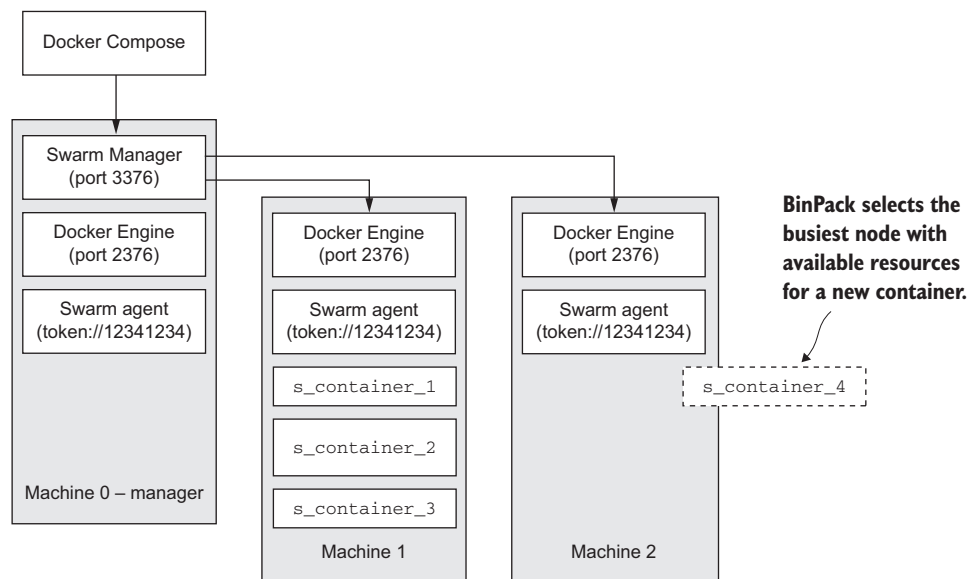 Docker Compose
Swarm Manager
(port 3376)
Docker Engine
(port 2376)
Swarm agent
(token://12341234)
Machine 0 – manager
Docker Engine
(port 2376)
Swarm agent
(token://12341234)
s_container_1
s_container_2
s_container_3
Machine 1
Docker Engine
(port 2376)
Swarm agent
(token://12341234)
Machine 2
BinPack selects the
busiest node with
available resources
for a new container.
s_container_4